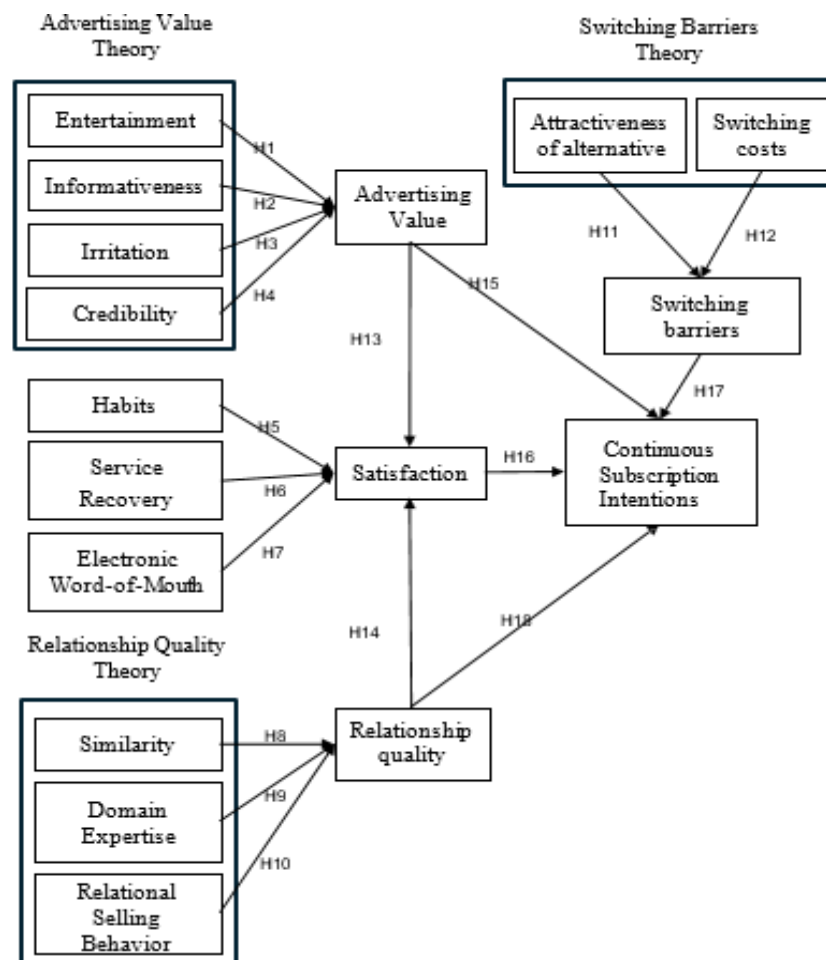 Advertising Value
Theory
Switching Barriers
Theory
Entertainment
Informativeness
Irritation
Credibility
H1
H2
H3
H4
Advertising
Value
Attractiveness
of alternative
Switching
costs
H11
H12
Switching
barriers
H15
H13
H17
Habits
Service
Recovery
Electronic
Word-of-Mouth
H5
H6
H7
Satisfaction
H16
Continuous
Subscription
Intentions
H14
H18
Relationship Quality
Theory
Similarity
Domain
Expertise
Relational
Selling
Behavior
H8
H9
H10
Relationship
quality